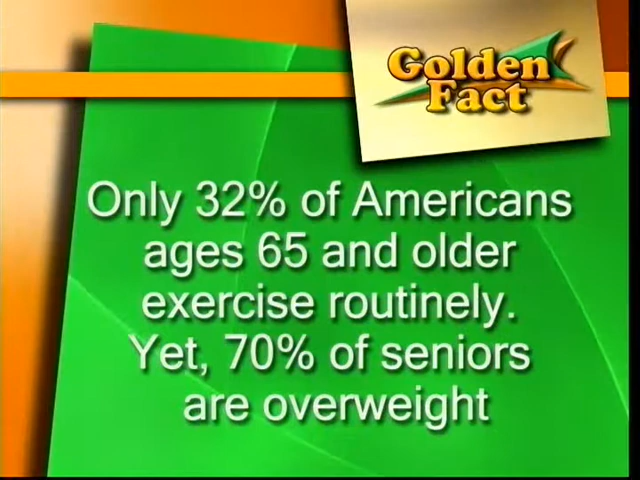 Golden
Fact
Only 32% of Americans
ages 65 and older
exercise routinely.
Yet, 70% of seniors
are overweight